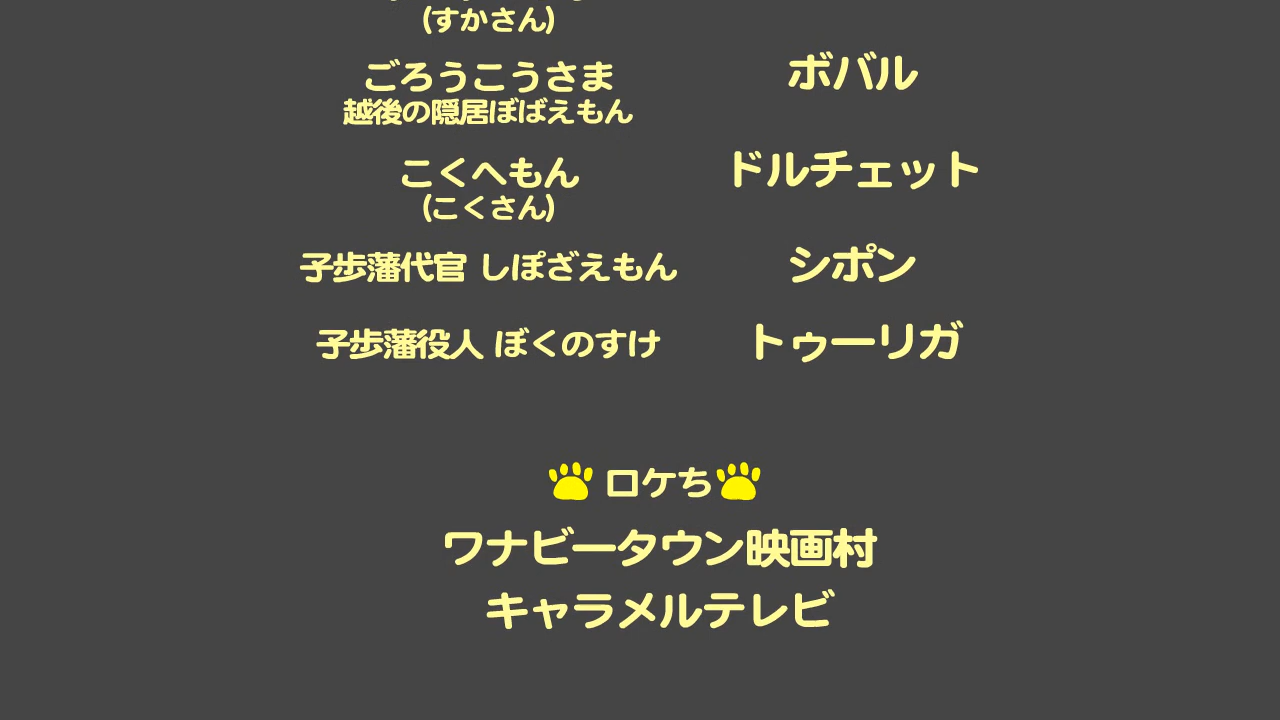 (すかさん)
ごろうこうさま ボバル
越後の隠居ぼばえもん
こくへもん ドルチェット
(こくさん)
子歩藩代官 しぽざえもん シポン
子歩藩役人 ぼくのすけ トゥーリガ
ロケち
ワナビータウン映画村
キャラメルテレビ